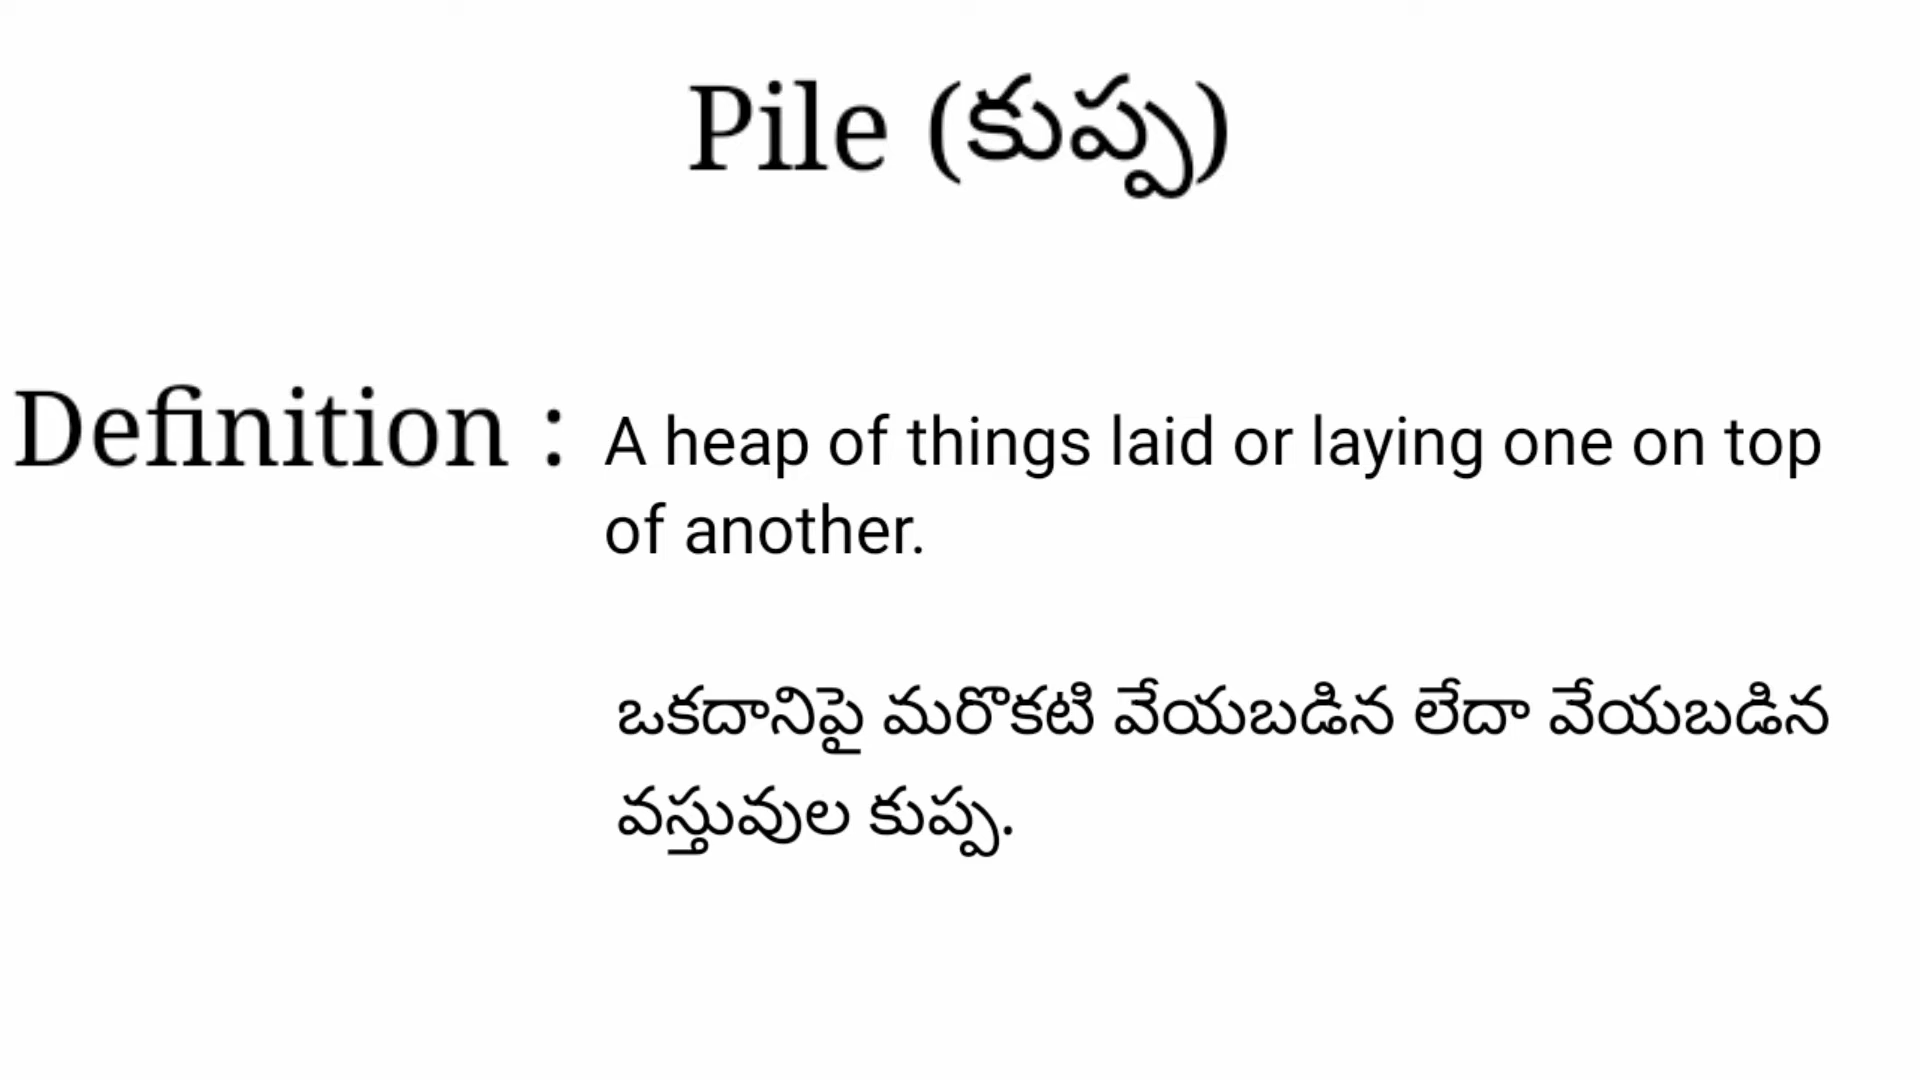 Pile (కుప్ప)
Definition : A heap of things laid or laying one on top
of another.
ఒకదానిపై మరొకటి వేయబడిన లేదా వేయబడిన
వస్తువుల కుప్ప.